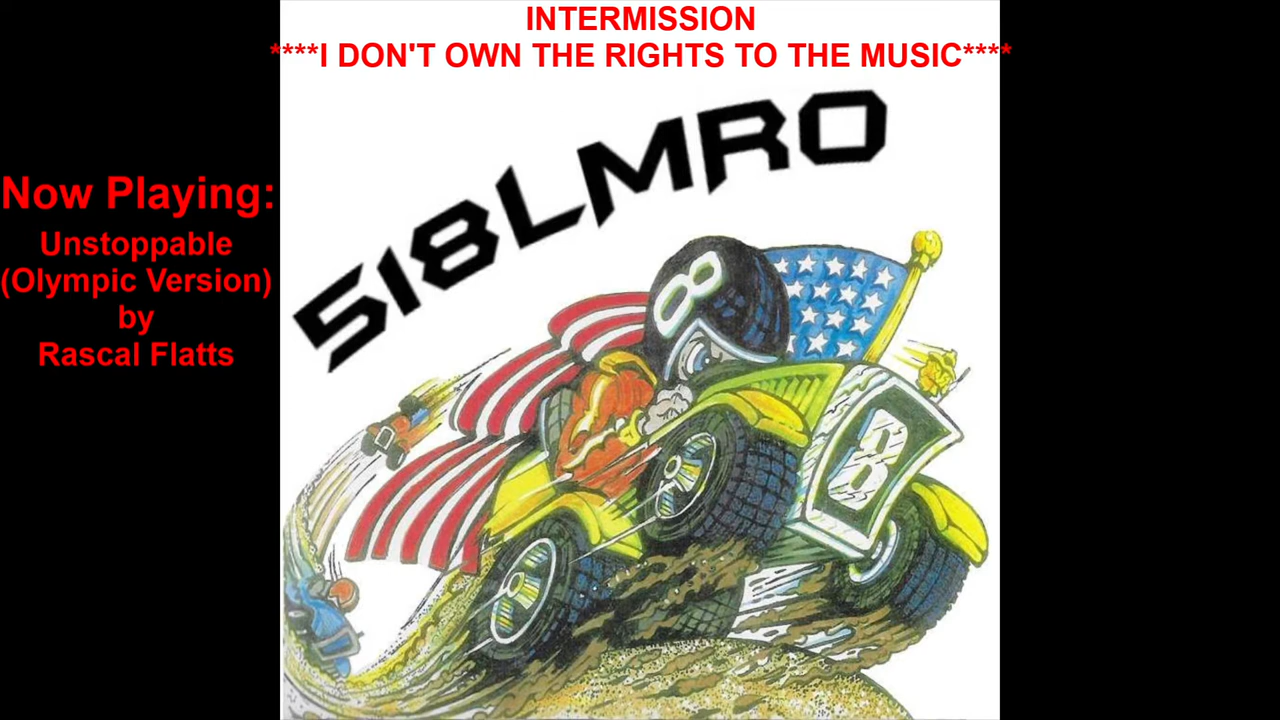 INTERMISSION
****I DON'T OWN THE RIGHTS TO THE MUSIC****
518LMRO
Now Playing:
Unstoppable
(Olympic Version)
by
Rascal Flatts
8
8